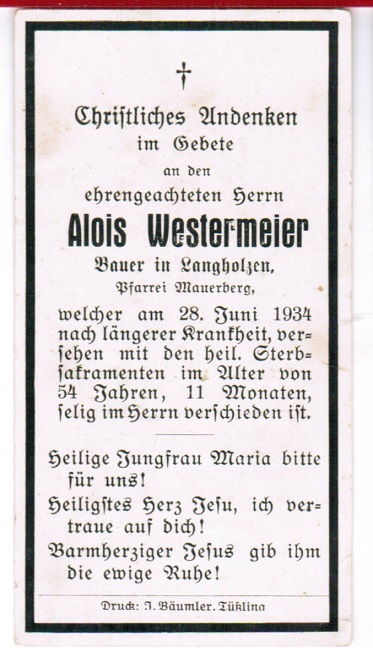 Christliches Andenken
im Gebete
an den
ehrengeachteten Herrn
Alois Westermeier
Bauer in Langholzen,
Pfarrei Mauerberg,
welcher am 28. Juni 1934
nach längerer Krankheit, ver=
sehen mit den heil. Sterb=
sakramenten im Alter von
54 Jahren, 11 Monaten,
selig im Herrn verschieden ist.
Heilige Jungfrau Maria bitte
für uns!
Heiligstes Herz Jesu, ich ver=
traue auf dich!
Barmherziger Jesus gib ihm
die ewige Ruhe!
Druck: J. Bäumler, Tüßling